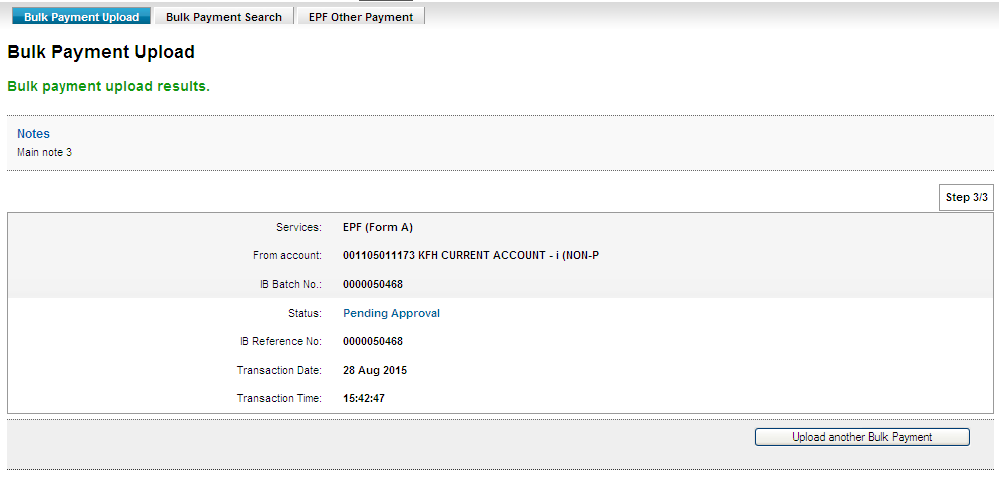 Bulk Payment Upload Bulk Payment Search EPF Other Payment
Bulk Payment Upload
Bulk payment upload results.
Notes
Main note 3
Step 3/3
Services: EPF (Form A)
From account: 001105011173 KFH CURRENT ACCOUNT - i (NON-P
IB Batch No.: 0000050468
Status: Pending Approval
IB Reference No: 0000050468
Transaction Date: 28 Aug 2015
Transaction Time: 15:42:47
Upload another Bulk Payment